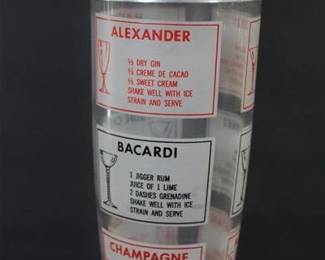 ALEXANDER
⅓ DRY GIN
⅓ CREME DE CACAO
⅓ SWEET CREAM
SHAKE WELL WITH ICE
STRAIN AND SERVE
BACARDI
1 JIGGER RUM
JUICE OF 1 LIME
2 DASHES GRENADINE
SHAKE WELL WITH ICE
STRAIN AND SERVE
CHAMPAGNE